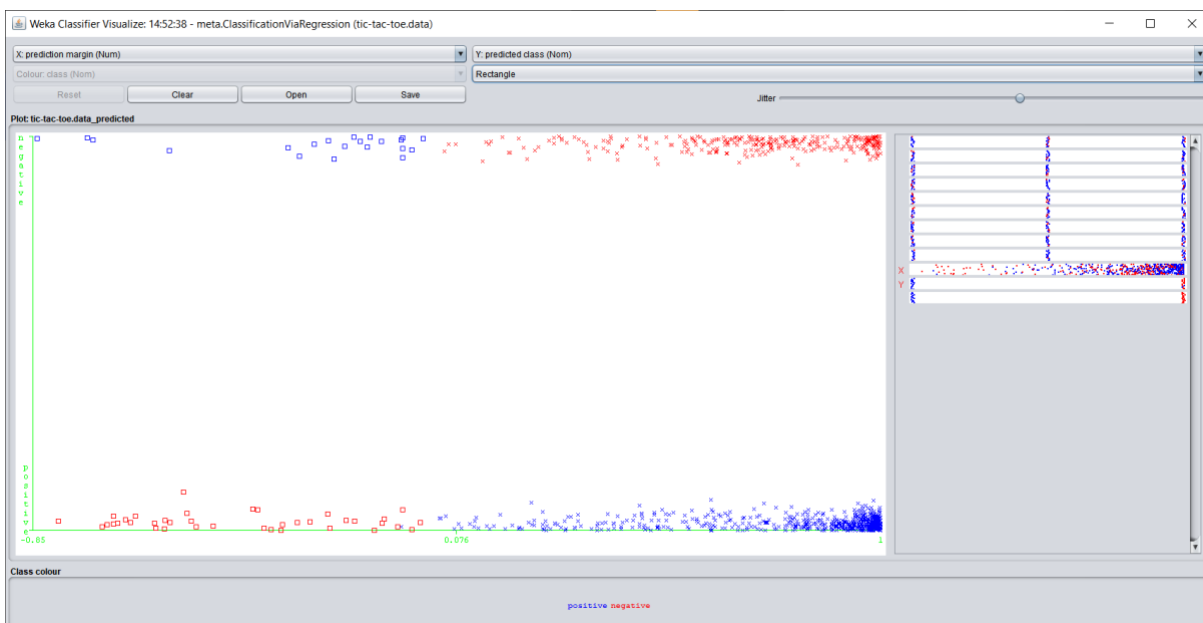 Weka Classifier Visualize: 14:52:38 - meta.ClassificationViaRegression (tic-tac-toe.data)
X: prediction margin (Num)
Y: predicted class (Nom)
Colour: class (Nom)
Rectangle
Reset
Clear
Open
Save
Jitter
Plot: tic-tac-toe.data_predicted
negative
positive
-0.85
0.076
1
X
Y
Class colour
positive negative